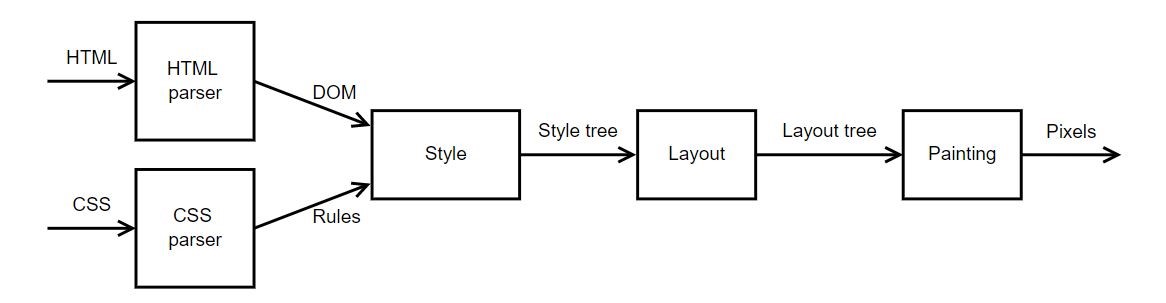 HTML
HTML
parser
DOM
CSS
CSS
parser
Rules
Style
Style tree
Layout
Layout tree
Painting
Pixels